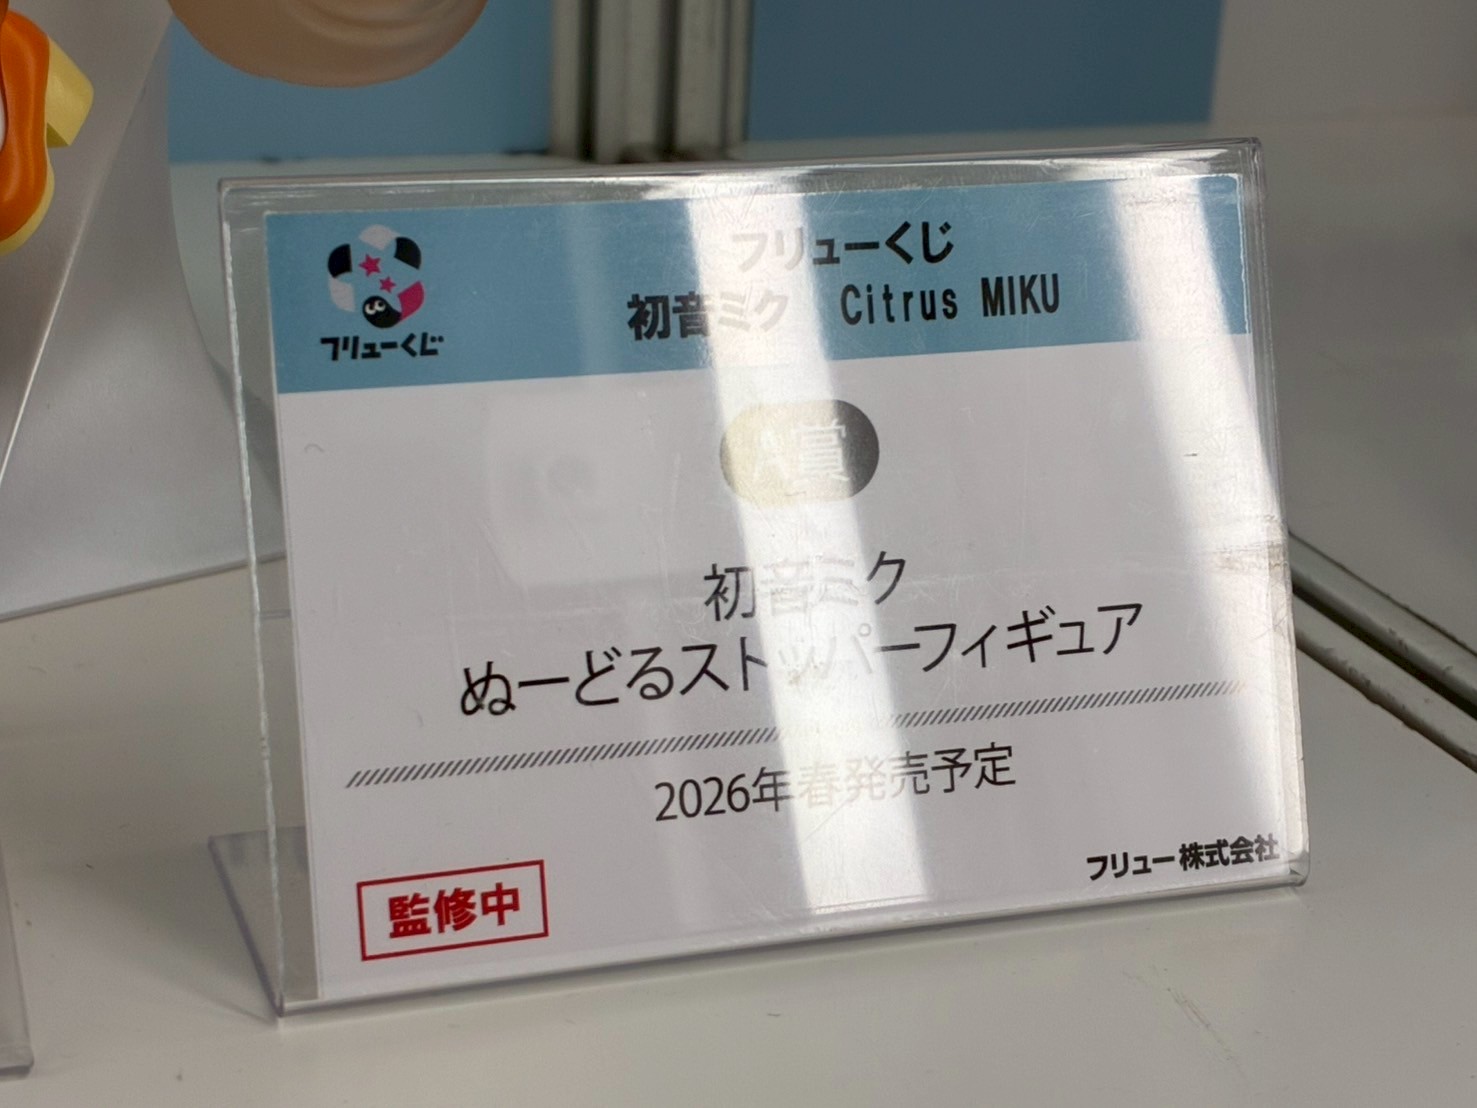 フリューくじ
フリューくじ
初音ミク Citrus MIKU
A賞
初音ミク
ぬーどるストッパーフィギュア
2026年春発売予定
監修中
フリュー株式会社